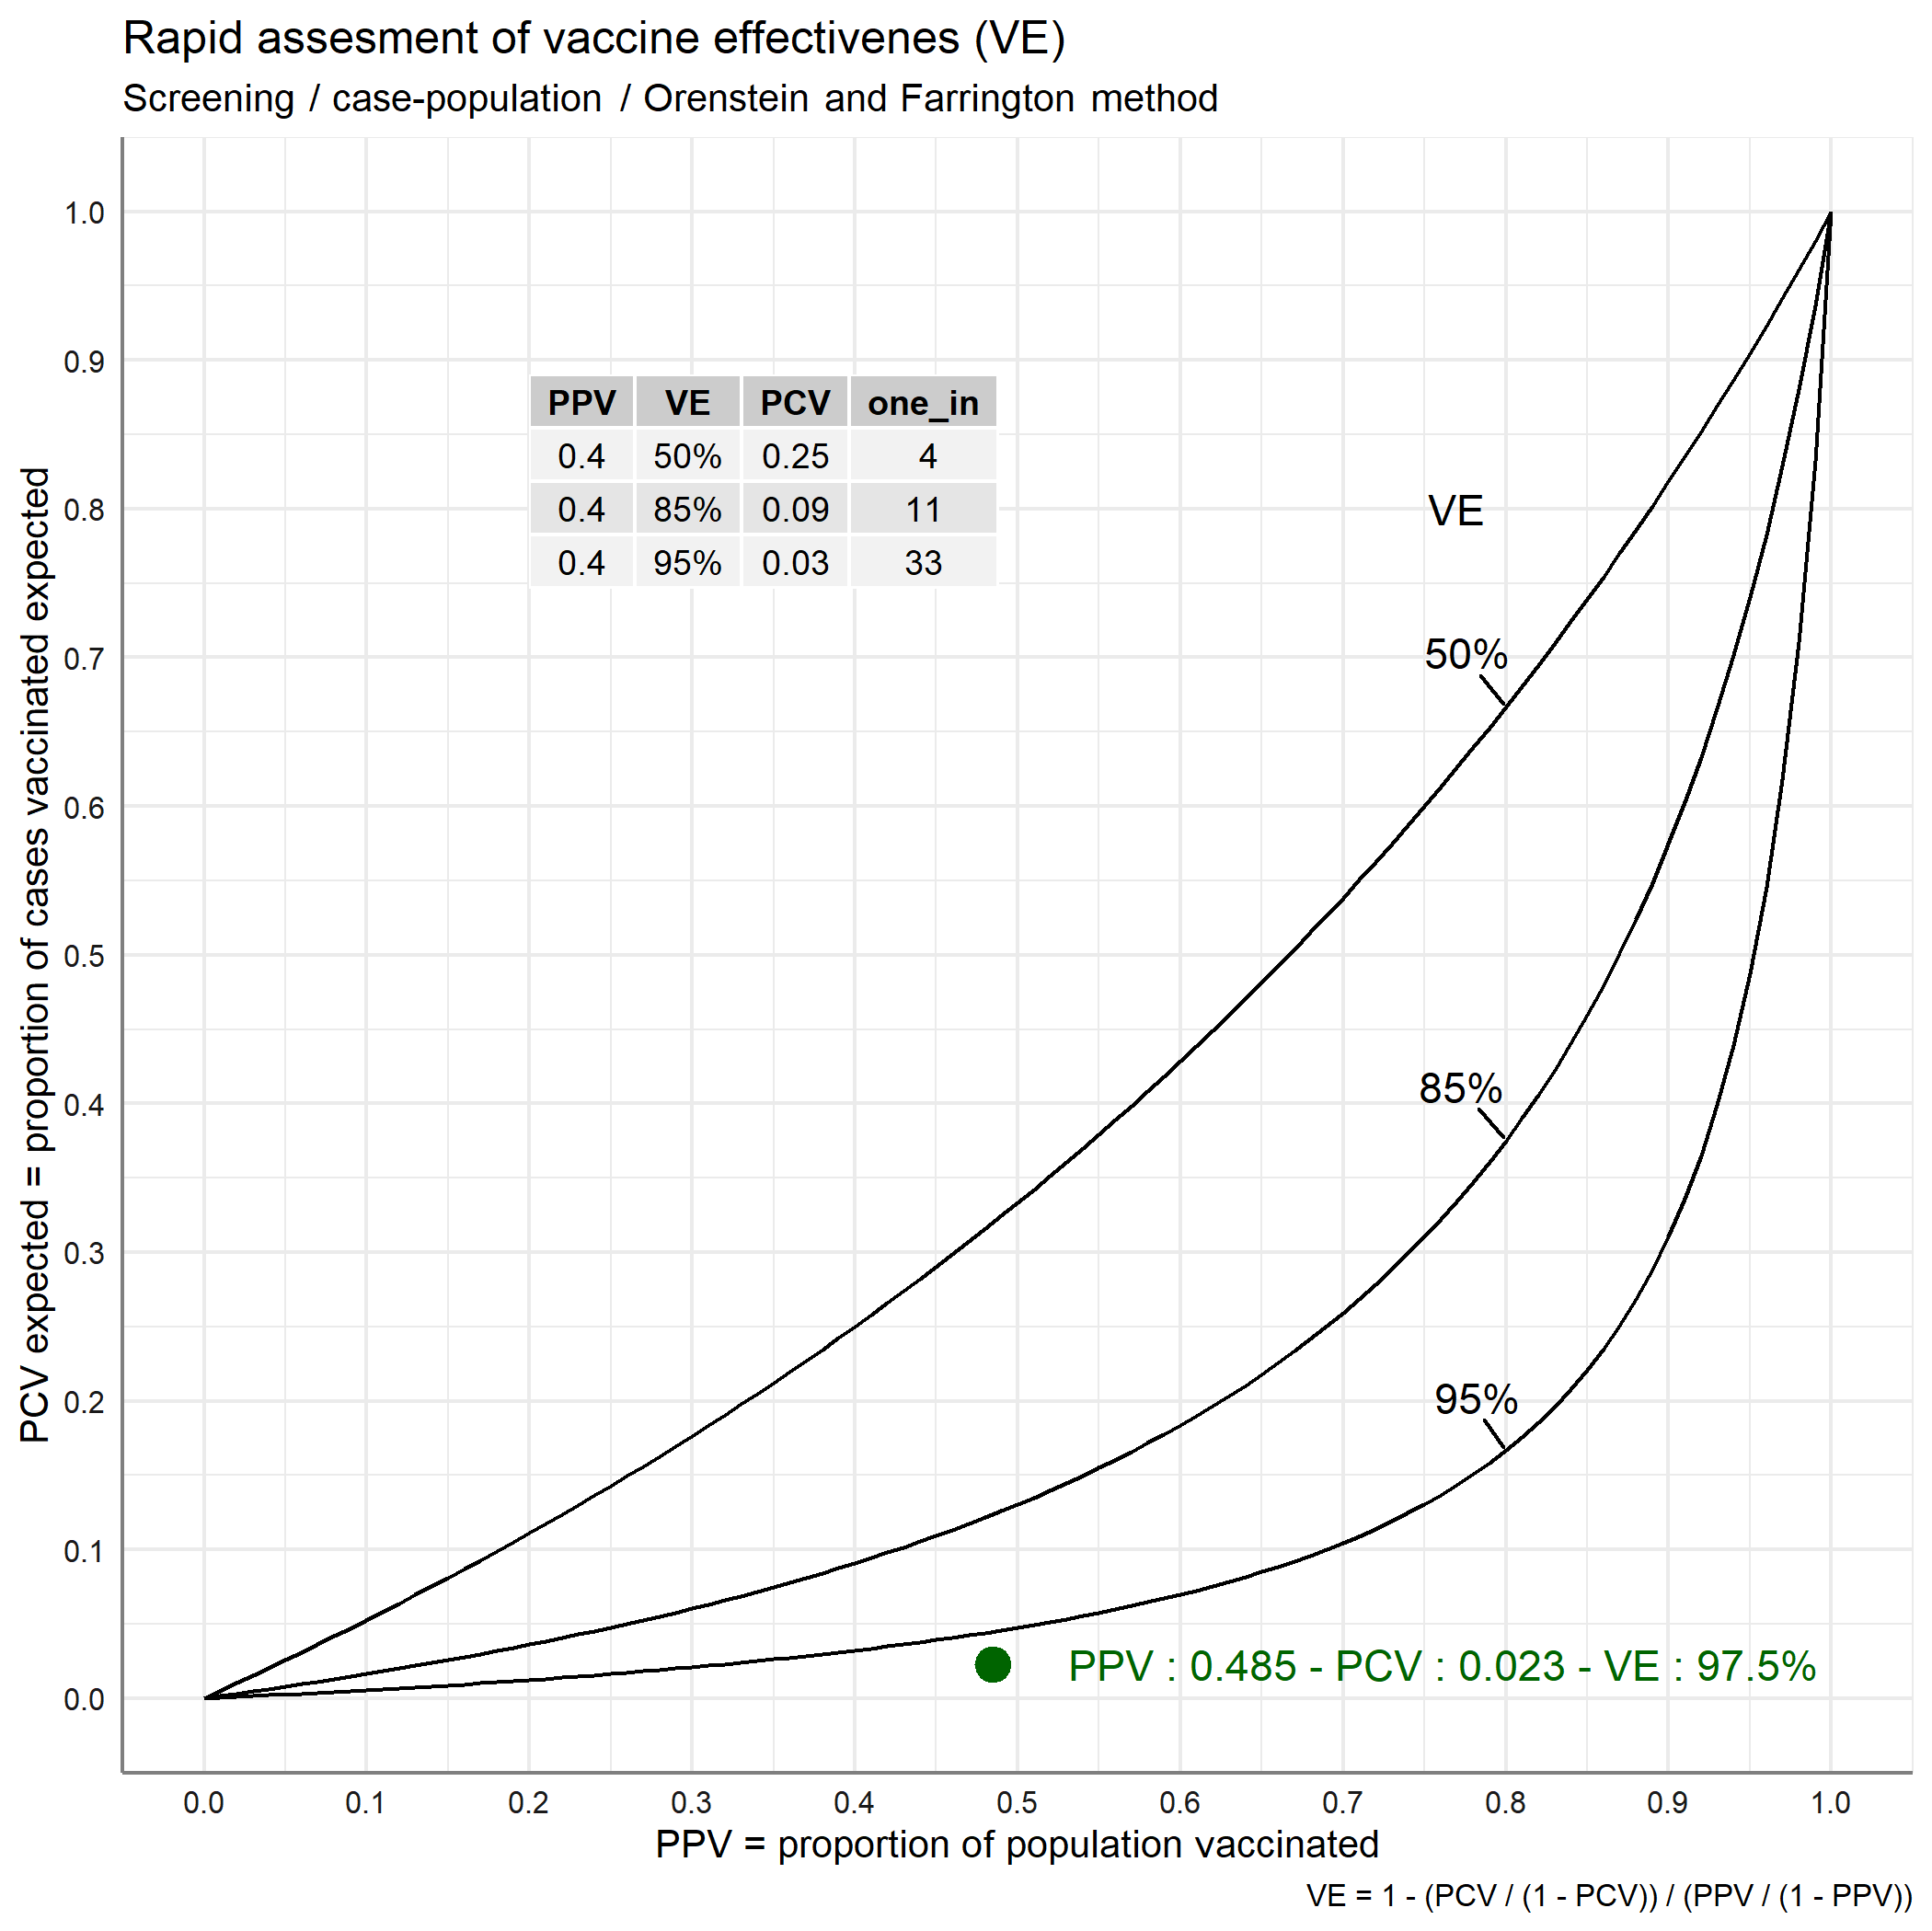 Rapid assesment of vaccine effectivenes (VE)
Screening / case-population / Orenstein and Farrington method
PCV expected = proportion of cases vaccinated expected
1.0
0.9
0.8
0.7
0.6
0.5
0.4
0.3
0.2
0.1
0.0
PPV VE PCV one_in
0.4 50% 0.25 4
0.4 85% 0.09 11
0.4 95% 0.03 33
VE
50%
85%
95%
PPV : 0.485 - PCV : 0.023 - VE : 97.5%
0.0 0.1 0.2 0.3 0.4 0.5 0.6 0.7 0.8 0.9 1.0
PPV = proportion of population vaccinated
VE = 1 - (PCV / (1 - PCV)) / (PPV / (1 - PPV))